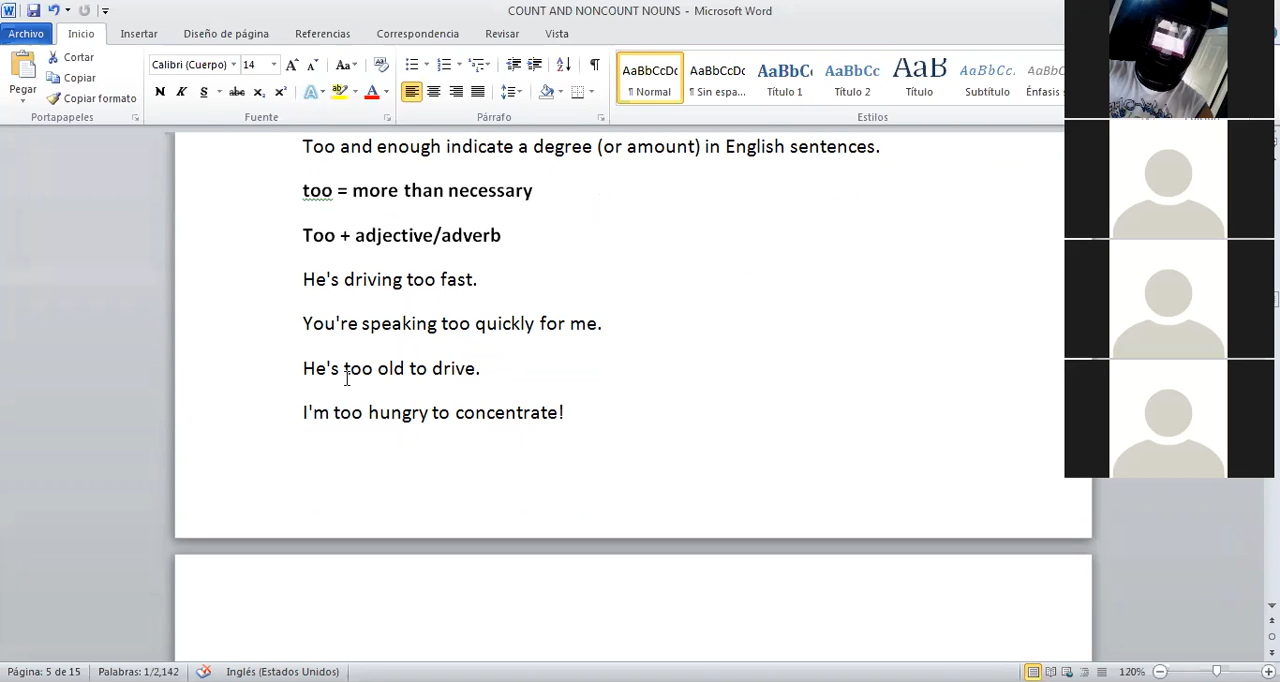 COUNT AND NONCOUNT NOUNS - Microsoft Word
Archivo Inicio Insertar Diseño de página Referencias Correspondencia Revisar Vista
Cortar
Copiar
Copiar formato
Pegar
Portapapeles
Calibri (Cuerpo) 14
Fuente
Párrafo
AaBbCcDc AaBbCcDc AaBbC AaBbCc AaB AaBbCc. AaBbCc
¶ Normal ¶ Sin espa... Título 1 Título 2 Título Subtítulo Énfasis
Estilos
Too and enough indicate a degree (or amount) in English sentences.
too = more than necessary
Too + adjective/adverb
He's driving too fast.
You're speaking too quickly for me.
He's too old to drive.
I'm too hungry to concentrate!
Página: 5 de 15 Palabras: 1/2,142 Inglés (Estados Unidos) 120%